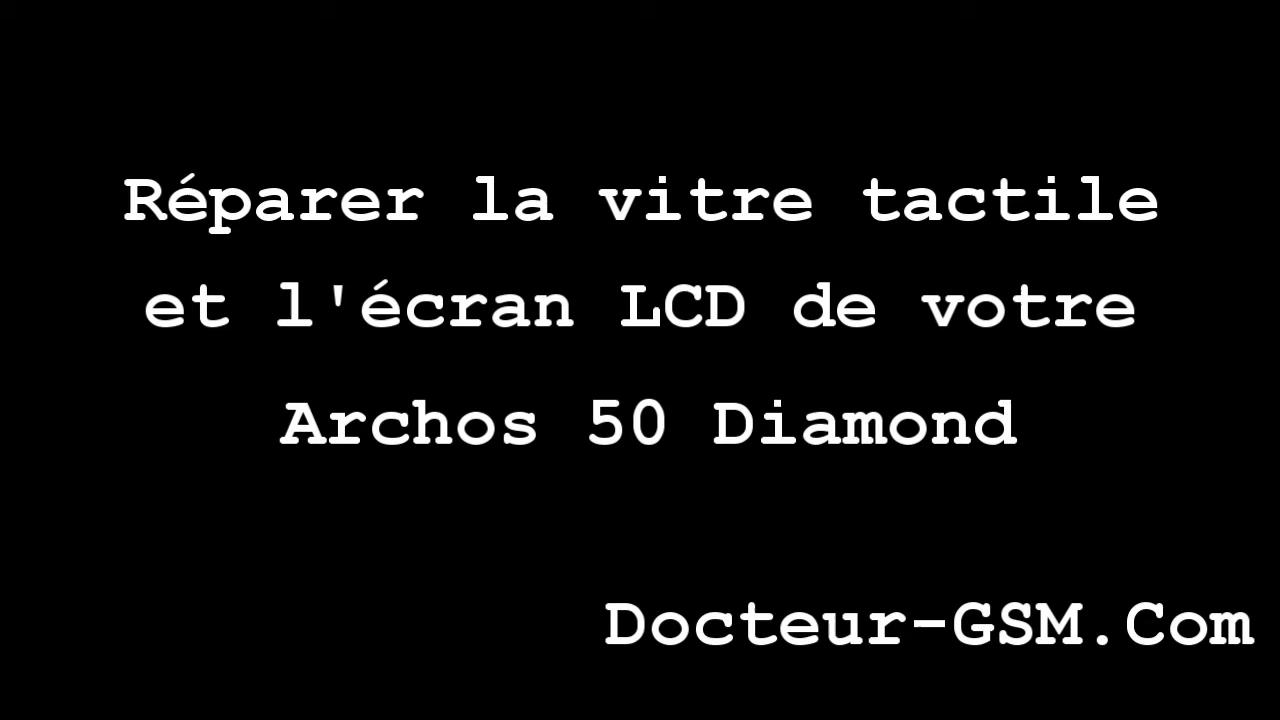 Réparer la vitre tactile
et l'écran LCD de votre
Archos 50 Diamond
Docteur-GSM.Com